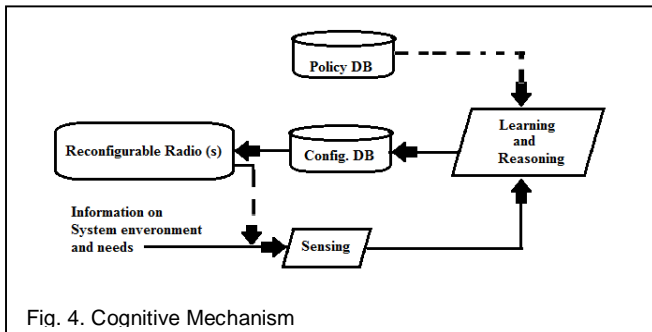 Policy DB
Learning
and
Reasoning
Reconfigurable Radio (s)
Config. DB
Information on
System environment
and needs
Sensing
Fig. 4. Cognitive Mechanism